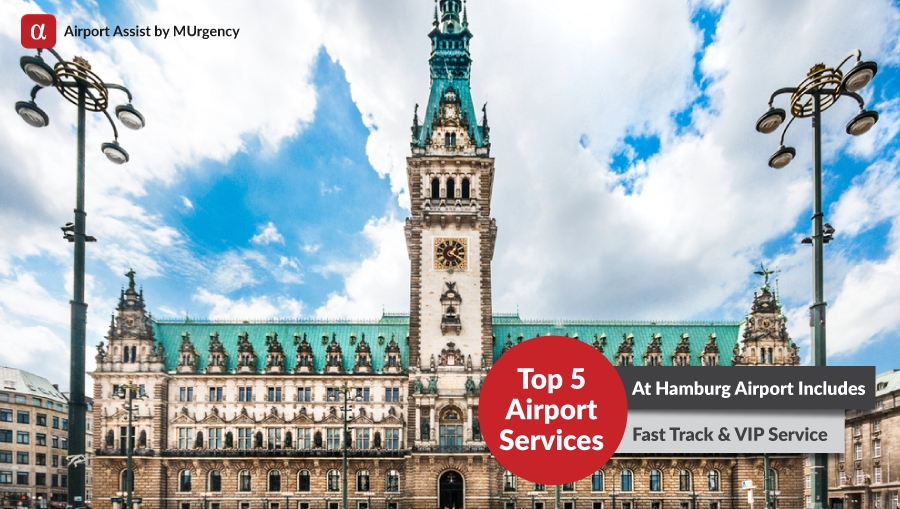 α Airport Assist by MUrgency
Top 5
Airport
Services
At Hamburg Airport Includes
Fast Track & VIP Service